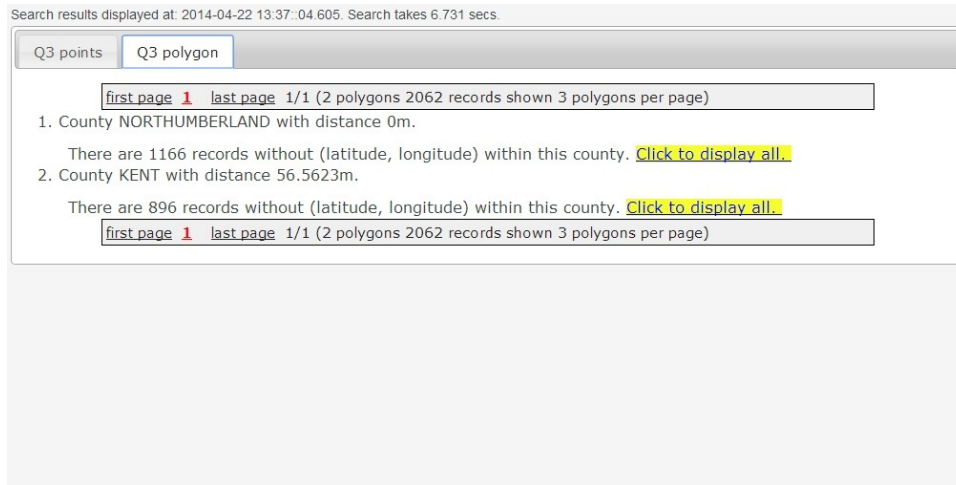 Search results displayed at: 2014-04-22 13:37::04.605. Search takes 6.731 secs.
Q3 points Q3 polygon
first page 1 last page 1/1 (2 polygons 2062 records shown 3 polygons per page)
1. County NORTHUMBERLAND with distance 0m.
There are 1166 records without (latitude, longitude) within this county. Click to display all.
2. County KENT with distance 56.5623m.
There are 896 records without (latitude, longitude) within this county. Click to display all.
first page 1 last page 1/1 (2 polygons 2062 records shown 3 polygons per page)